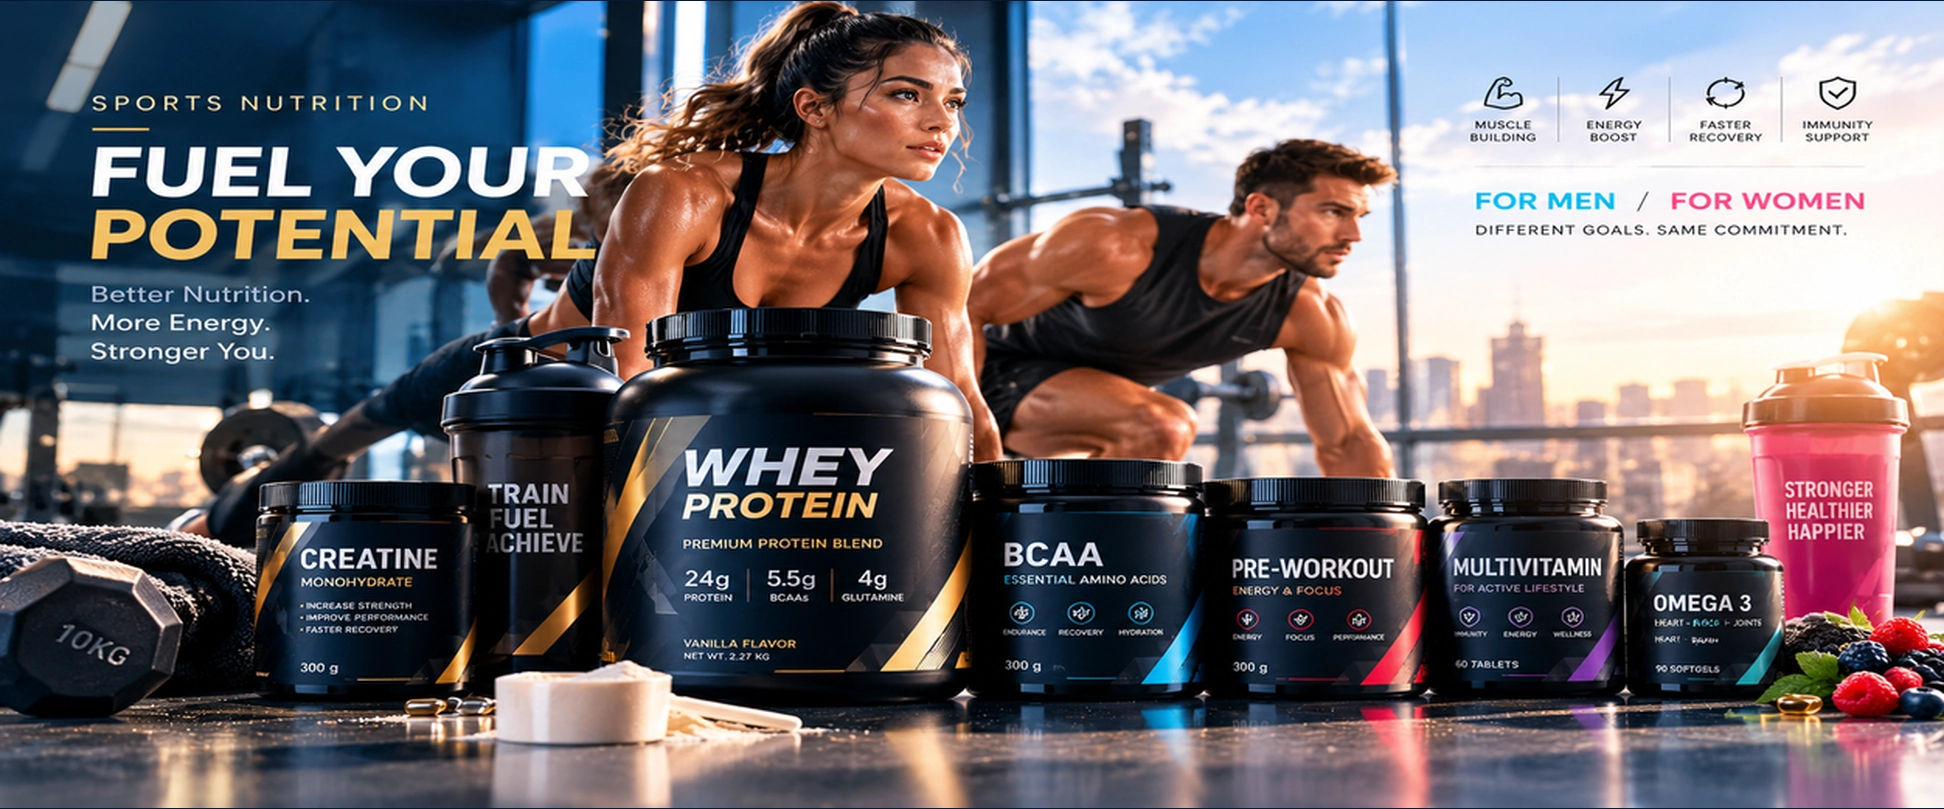 SPORTS NUTRITION
FUEL YOUR
POTENTIAL
Better Nutrition.
More Energy.
Stronger You.
MUSCLE
BUILDING
ENERGY
BOOST
FASTER
RECOVERY
IMMUNITY
SUPPORT
FOR MEN / FOR WOMEN
DIFFERENT GOALS. SAME COMMITMENT.
10KG
CREATINE
MONOHYDRATE
• INCREASE STRENGTH
• IMPROVE PERFORMANCE
• FASTER RECOVERY
300 g
TRAIN
FUEL
ACHIEVE
WHEY
PROTEIN
PREMIUM PROTEIN BLEND
24g
PROTEIN
5.5g
BCAAs
4g
GLUTAMINE
VANILLA FLAVOR
NET WT. 2.27 KG
BCAA
ESSENTIAL AMINO ACIDS
ENDURANCE
RECOVERY
HYDRATION
300 g
PRE-WORKOUT
ENERGY & FOCUS
ENERGY
FOCUS
PERFORMANCE
300 g
MULTIVITAMIN
FOR ACTIVE LIFESTYLE
IMMUNITY
ENERGY
WELLNESS
60 TABLETS
OMEGA 3
HEART - - JOINTS
HEART -
90 SOFTGELS
STRONGER
HEALTHIER
HAPPIER